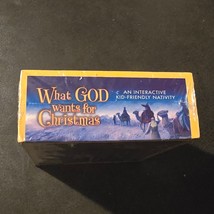 What GOD
wants for
Christmas
AN INTERACTIVE
KID-FRIENDLY NATIVITY